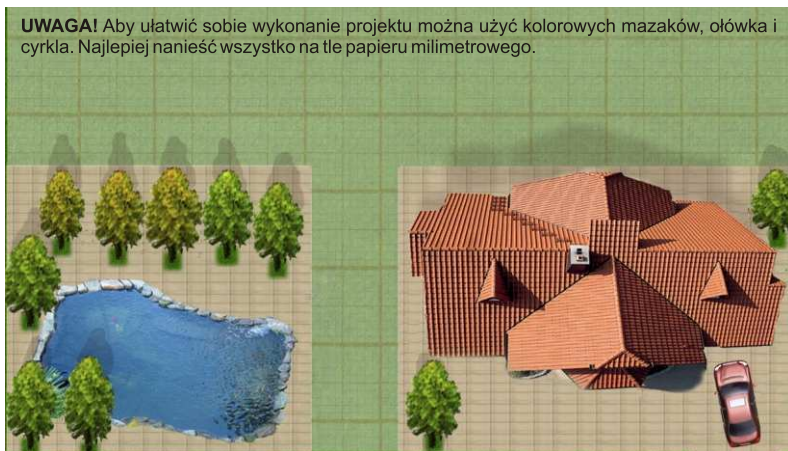 UWAGA! Aby ułatwić sobie wykonanie projektu można użyć kolorowych mazaków, ołówka i
cyrkla. Najlepiej nanieść wszystko na tle papieru milimetrowego.